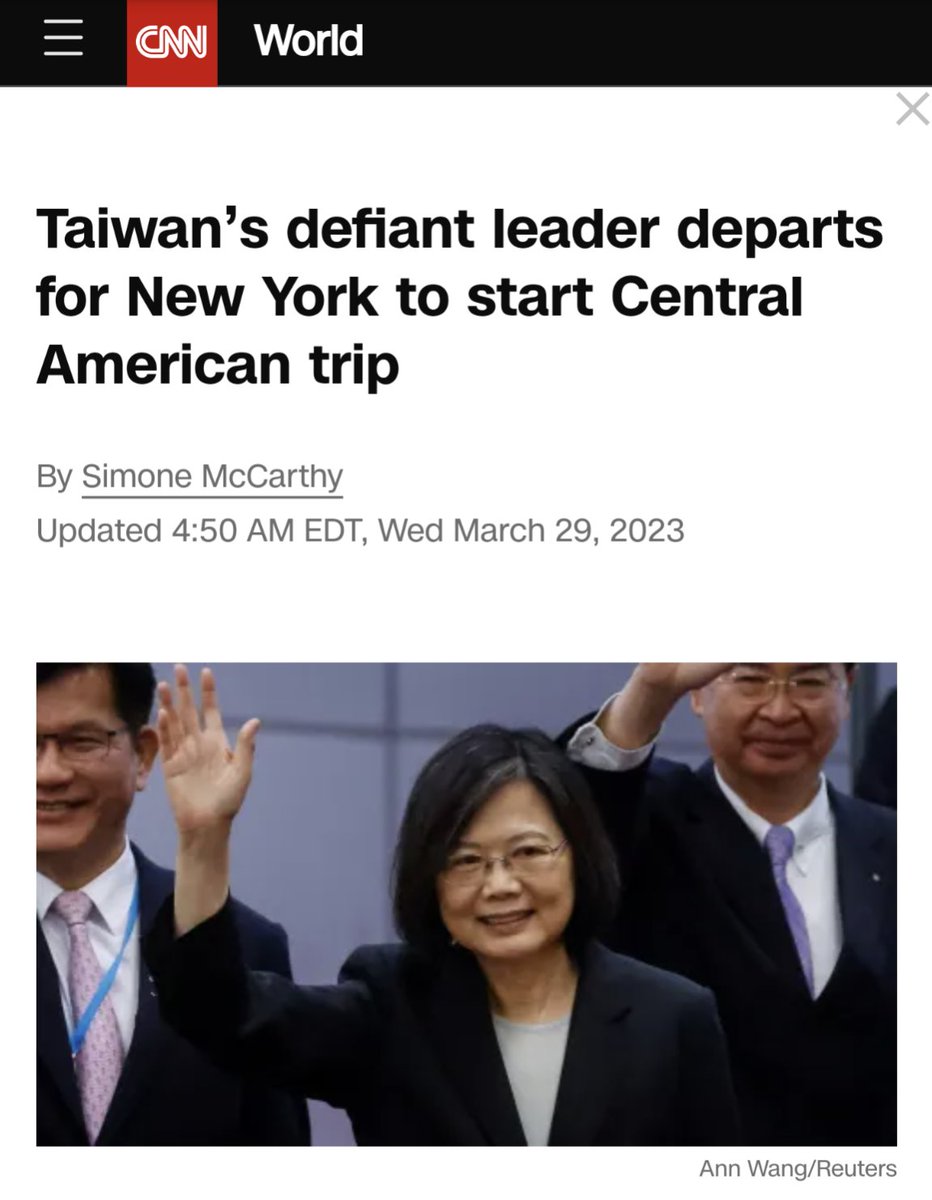 CNN World
Taiwan’s defiant leader departs
for New York to start Central
American trip
By Simone McCarthy
Updated 4:50 AM EDT, Wed March 29, 2023
Ann Wang/Reuters